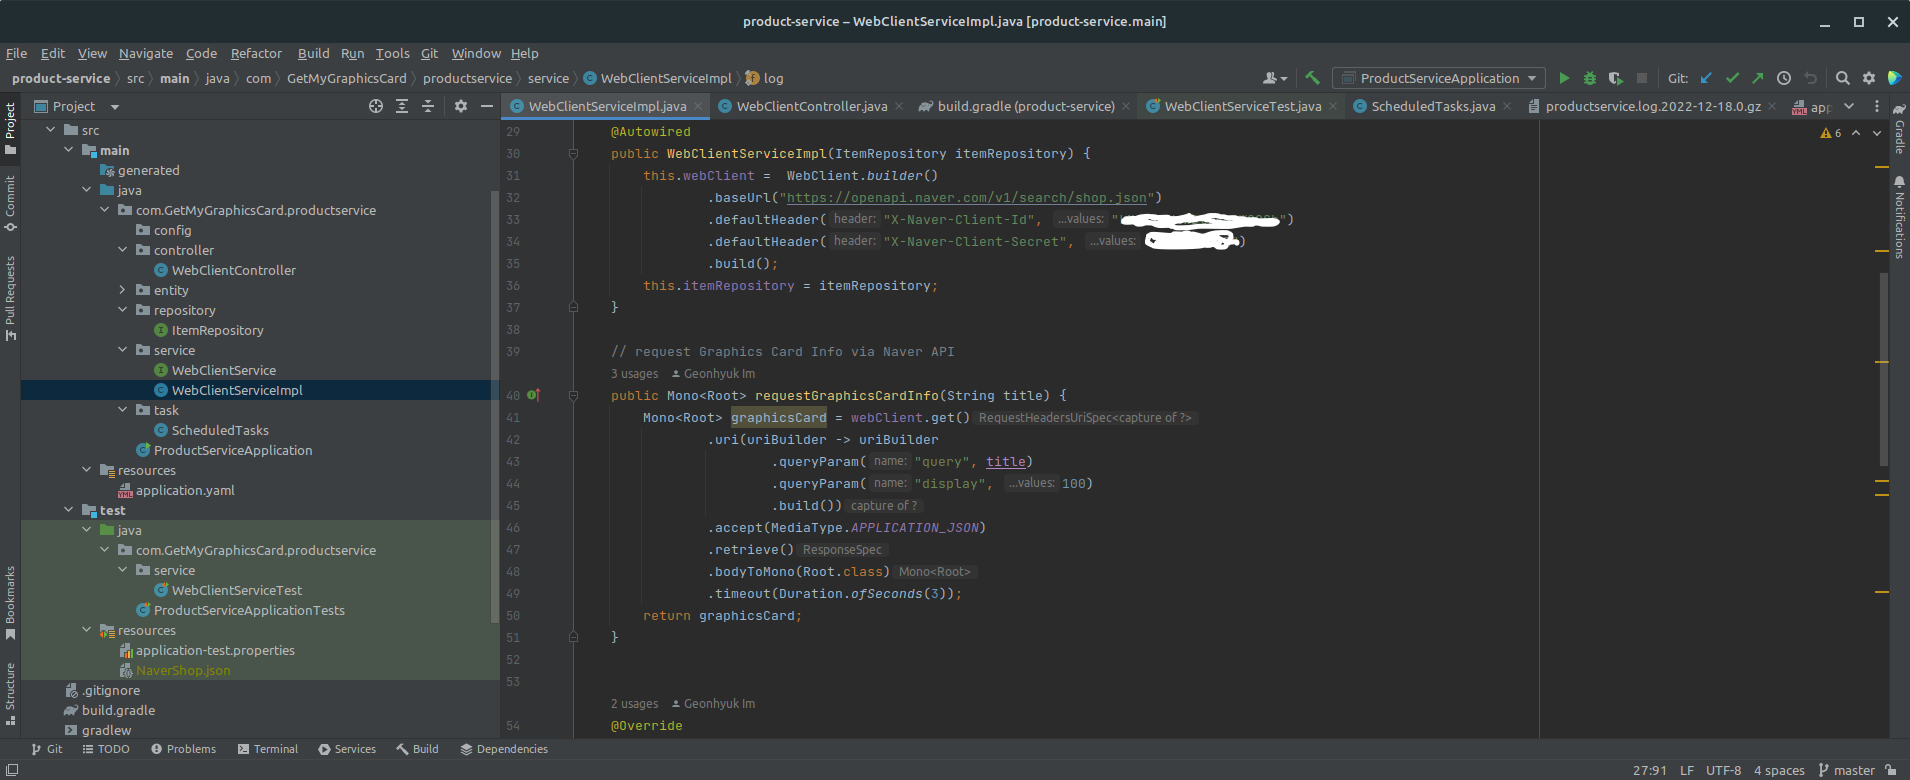 product-service – WebClientServiceImpl.java [product-service.main]
File Edit View Navigate Code Refactor Build Run Tools Git Window Help
product-service src main java com GetMyGraphicsCard productservice service WebClientServiceImpl log
ProductServiceApplication Git:
Project
WebClientServiceImpl.java WebClientController.java build.gradle (product-service) WebClientServiceTest.java ScheduledTasks.java productservice.log.2022-12-18.0.gz app
Project
Commit
Pull Requests
Bookmarks
Structure
src
main
generated
java
com.GetMyGraphicsCard.productservice
config
controller
WebClientController
entity
repository
ItemRepository
service
WebClientService
WebClientServiceImpl
task
ScheduledTasks
ProductServiceApplication
resources
application.yaml
test
java
com.GetMyGraphicsCard.productservice
service
WebClientServiceTest
ProductServiceApplicationTests
resources
application-test.properties
NaverShop.json
.gitignore
build.gradle
gradlew
29 @Autowired
30 public WebClientServiceImpl(ItemRepository itemRepository) {
31 this.webClient = WebClient.builder()
32 .baseUrl("https://openapi.naver.com/v1/search/shop.json")
33 .defaultHeader( header: "X-Naver-Client-Id", ...values: " ")
34 .defaultHeader( header: "X-Naver-Client-Secret", ...values: )
35 .build();
36 this.itemRepository = itemRepository;
37 }
38
39 // request Graphics Card Info via Naver API
3 usages Geonhyuk Im
40 public Mono<Root> requestGraphicsCardInfo(String title) {
41 Mono<Root> graphicsCard = webClient.get() RequestHeadersUriSpec<capture of ?>
42 .uri(uriBuilder -> uriBuilder
43 .queryParam( name: "query", title)
44 .queryParam( name: "display", ...values: 100)
45 .build()) capture of ?
46 .accept(MediaType.APPLICATION_JSON)
47 .retrieve() ResponseSpec
48 .bodyToMono(Root.class) Mono<Root>
49 .timeout(Duration.ofSeconds(3));
50 return graphicsCard;
51 }
52
53
2 usages Geonhyuk Im
54 @Override
6
Gradle
Notifications
Git TODO Problems Terminal Services Build Dependencies
27:91 LF UTF-8 4 spaces master